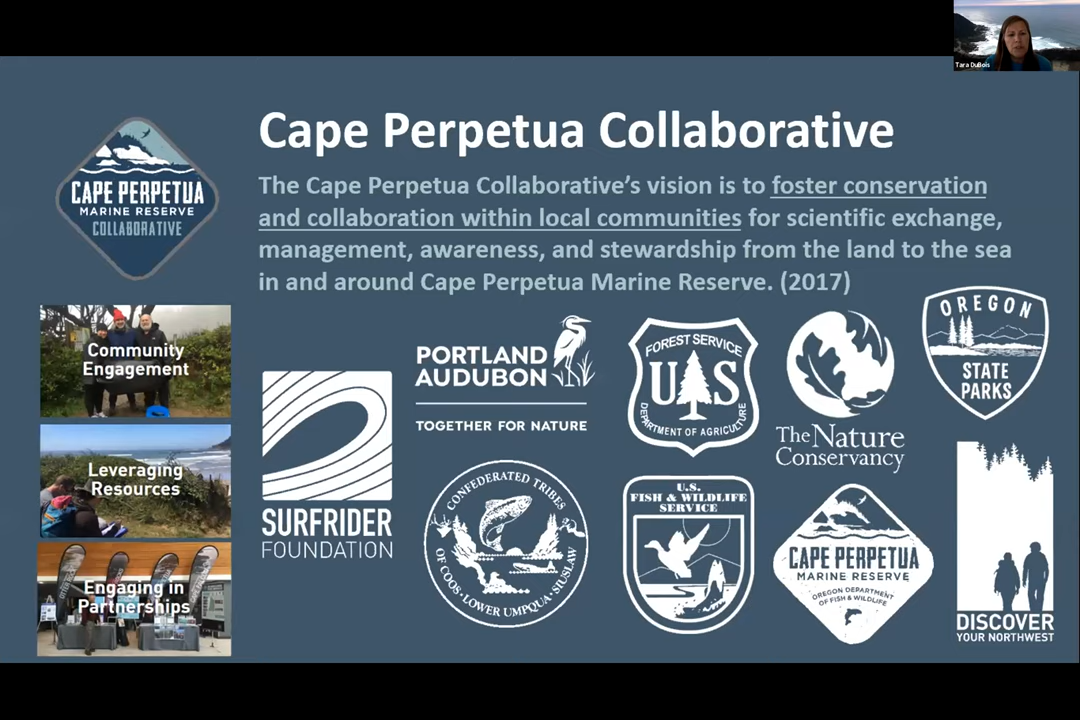 Tara DuBois
Cape Perpetua Collaborative
The Cape Perpetua Collaborative's vision is to foster conservation
and collaboration within local communities for scientific exchange,
management, awareness, and stewardship from the land to the sea
in and around Cape Perpetua Marine Reserve. (2017)
CAPE PERPETUA
MARINE RESERVE
COLLABORATIVE
Community
Engagement
Leveraging
Resources
Engaging in
Partnerships
SURFRIDER
FOUNDATION
PORTLAND
AUDUBON
TOGETHER FOR NATURE
FOREST SERVICE
US
DEPARTMENT OF AGRICULTURE
The Nature
Conservancy
OREGON
STATE
PARKS
CONFEDERATED TRIBES
OF COOS · LOWER UMPQUA · SIUSLAW
U.S.
FISH & WILDLIFE
SERVICE
CAPE PERPETUA
MARINE RESERVE
OREGON DEPARTMENT
OF FISH & WILDLIFE
DISCOVER
YOUR NORTHWEST